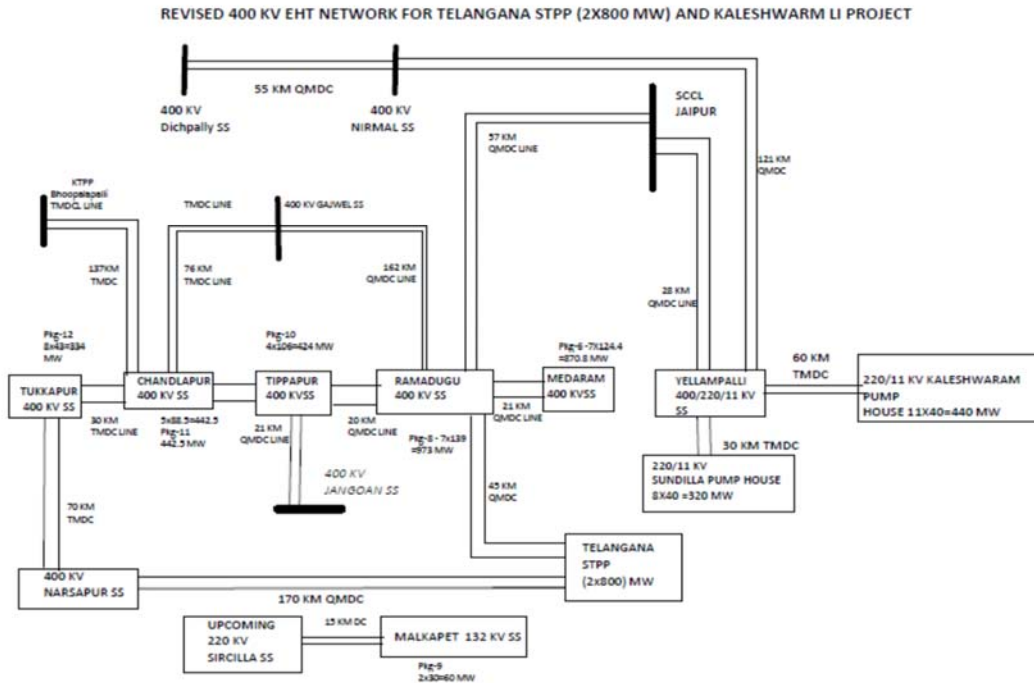 REVISED 400 KV EHT NETWORK FOR TELANGANA STPP (2X800 MW) AND KALESHWARM LI PROJECT
55 KM QMDC
400 KV
Dichpally SS
400 KV
NIRMAL SS
SCCL
JAIPUR
57 KM
QMDC LINE
121 KM
QMDC
KTPP
Bhoopalapalli
TMDCL LINE
TMDC LINE
400 KV GAJWEL SS
137KM
TMDC
76 KM
TMDC LINE
162 KM
QMDC LINE
28 KM
QMDC LINE
Pkg-12
8x43=334
MW
Pkg-10
4x106=424 MW
Pkg-6 -7X124.4
=870.8 MW
TUKKAPUR
400 KV SS
CHANDLAPUR
400 KV SS
TIPPAPUR
400 KVSS
RAMADUGU
400 KV SS
MEDARAM
400 KVSS
YELLAMPALLI
400/220/11 KV
SS
60 KM
TMDC
220/11 KV KALESHWARAM
PUMP
HOUSE 11X40=440 MW
30 KM
TMDC LINE
5x88.5=442.5
Pkg-11
442.5 MW
21 KM
QMDC LINE
20 KM
QMDC LINE
Pkg-8 - 7x139
=973 MW
21 KM
QMDC LINE
30 KM TMDC
220/11 KV
SUNDILLA PUMP HOUSE
8X40 =320 MW
400 KV
JANGOAN SS
45 KM
QMDC
70 KM
TMDC
TELANGANA
STPP
(2x800) MW
400 KV
NARSAPUR SS
170 KM QMDC
UPCOMING
220 KV
SIRCILLA SS
15 KM DC
MALKAPET 132 KV SS
Pkg-9
2x30=60 MW